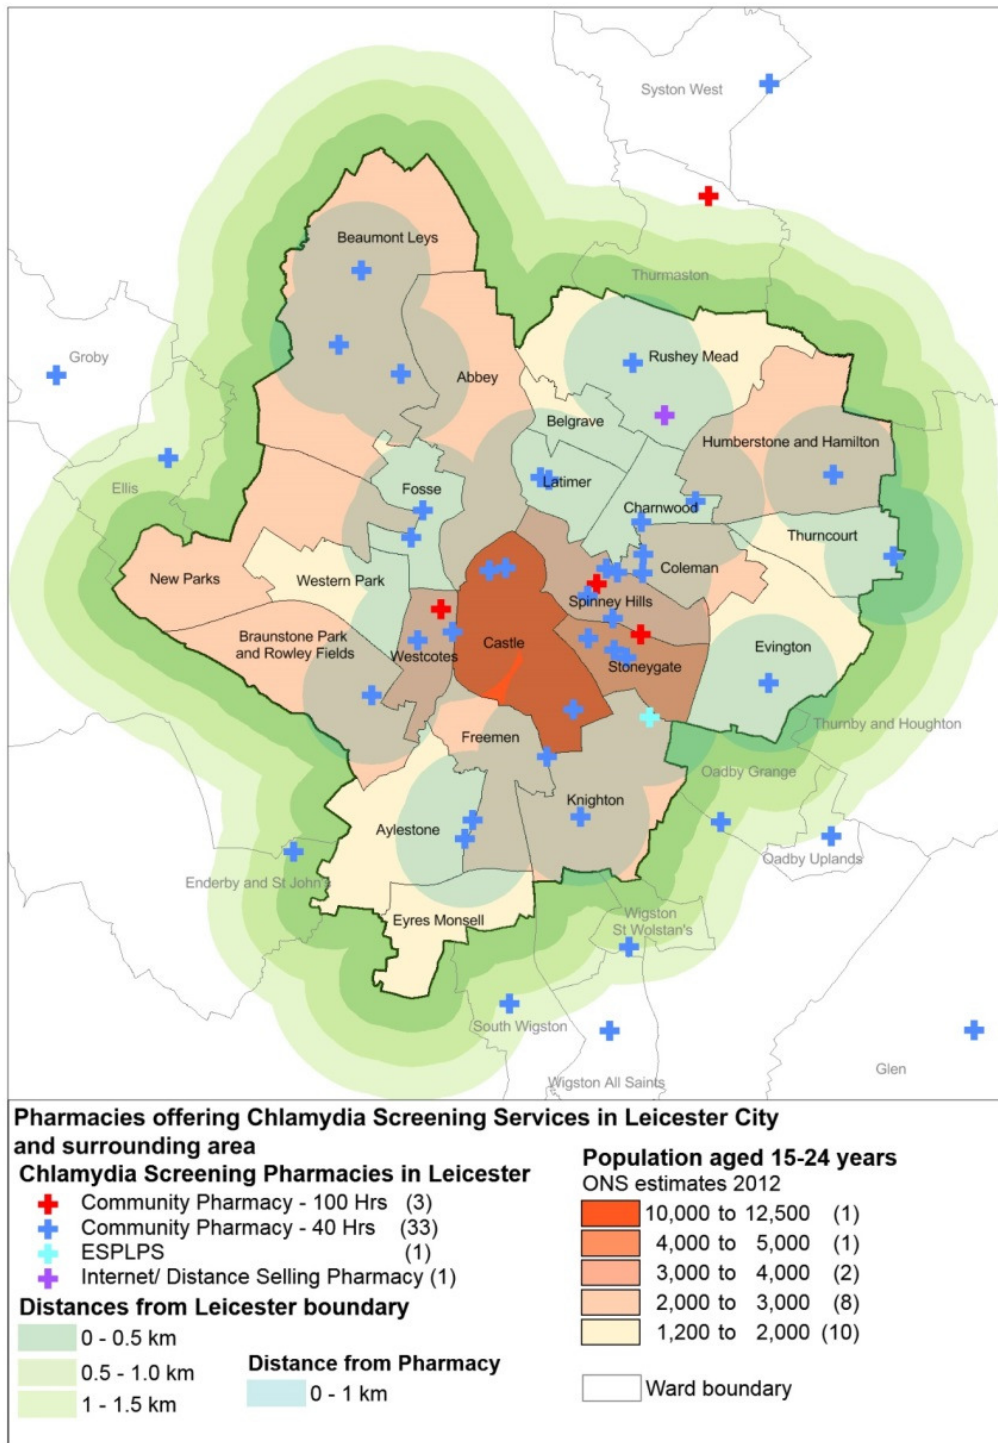 Syston West
Beaumont Leys
Thurmaston
Groby
Rushey Mead
Abbey
Belgrave
Humberstone and Hamilton
Ellis
Fosse
Latimer
Charnwood
Thurncourt
New Parks
Western Park
Coleman
Spinney Hills
Braunstone Park
and Rowley Fields
Westcotes
Castle
Stoneygate
Evington
Thurnby and Houghton
Freemen
Oadby Grange
Knighton
Aylestone
Oadby Uplands
Enderby and St John's
Eyres Monsell
Wigston
St Wolstan's
South Wigston
Glen
Wigston All Saints
Pharmacies offering Chlamydia Screening Services in Leicester City
and surrounding area
Chlamydia Screening Pharmacies in Leicester
Community Pharmacy - 100 Hrs (3)
Community Pharmacy - 40 Hrs (33)
ESPLPS (1)
Internet/ Distance Selling Pharmacy (1)
Distances from Leicester boundary
0 - 0.5 km
0.5 - 1.0 km
1 - 1.5 km
Distance from Pharmacy
0 - 1 km
Population aged 15-24 years
ONS estimates 2012
10,000 to 12,500 (1)
4,000 to 5,000 (1)
3,000 to 4,000 (2)
2,000 to 3,000 (8)
1,200 to 2,000 (10)
Ward boundary